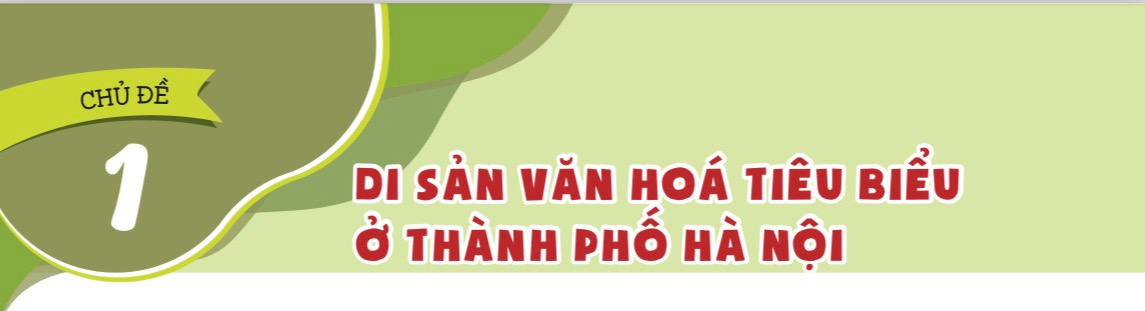 CHỦ ĐỀ
1
DI SẢN VĂN HOÁ TIÊU BIỂU
Ở THÀNH PHỐ HÀ NỘI